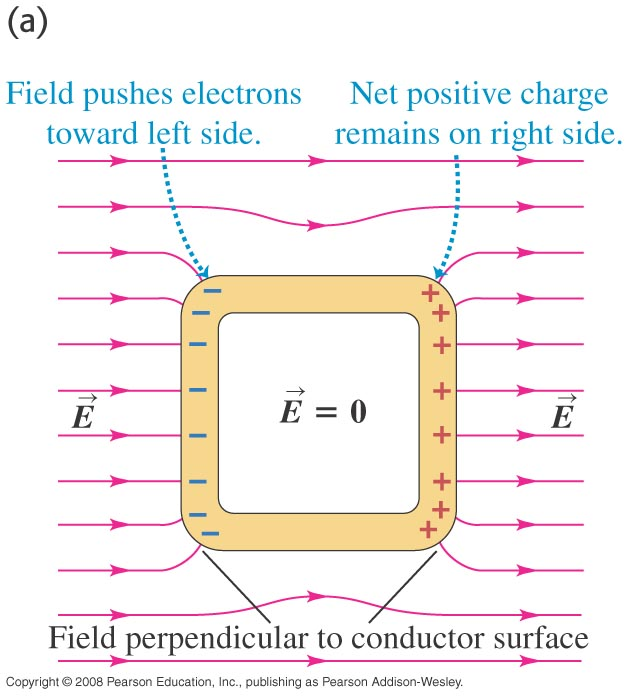 (a)
Field pushes electrons
toward left side.
Net positive charge
remains on right side.
E
E = 0
E
Field perpendicular to conductor surface
Copyright © 2008 Pearson Education, Inc., publishing as Pearson Addison-Wesley.